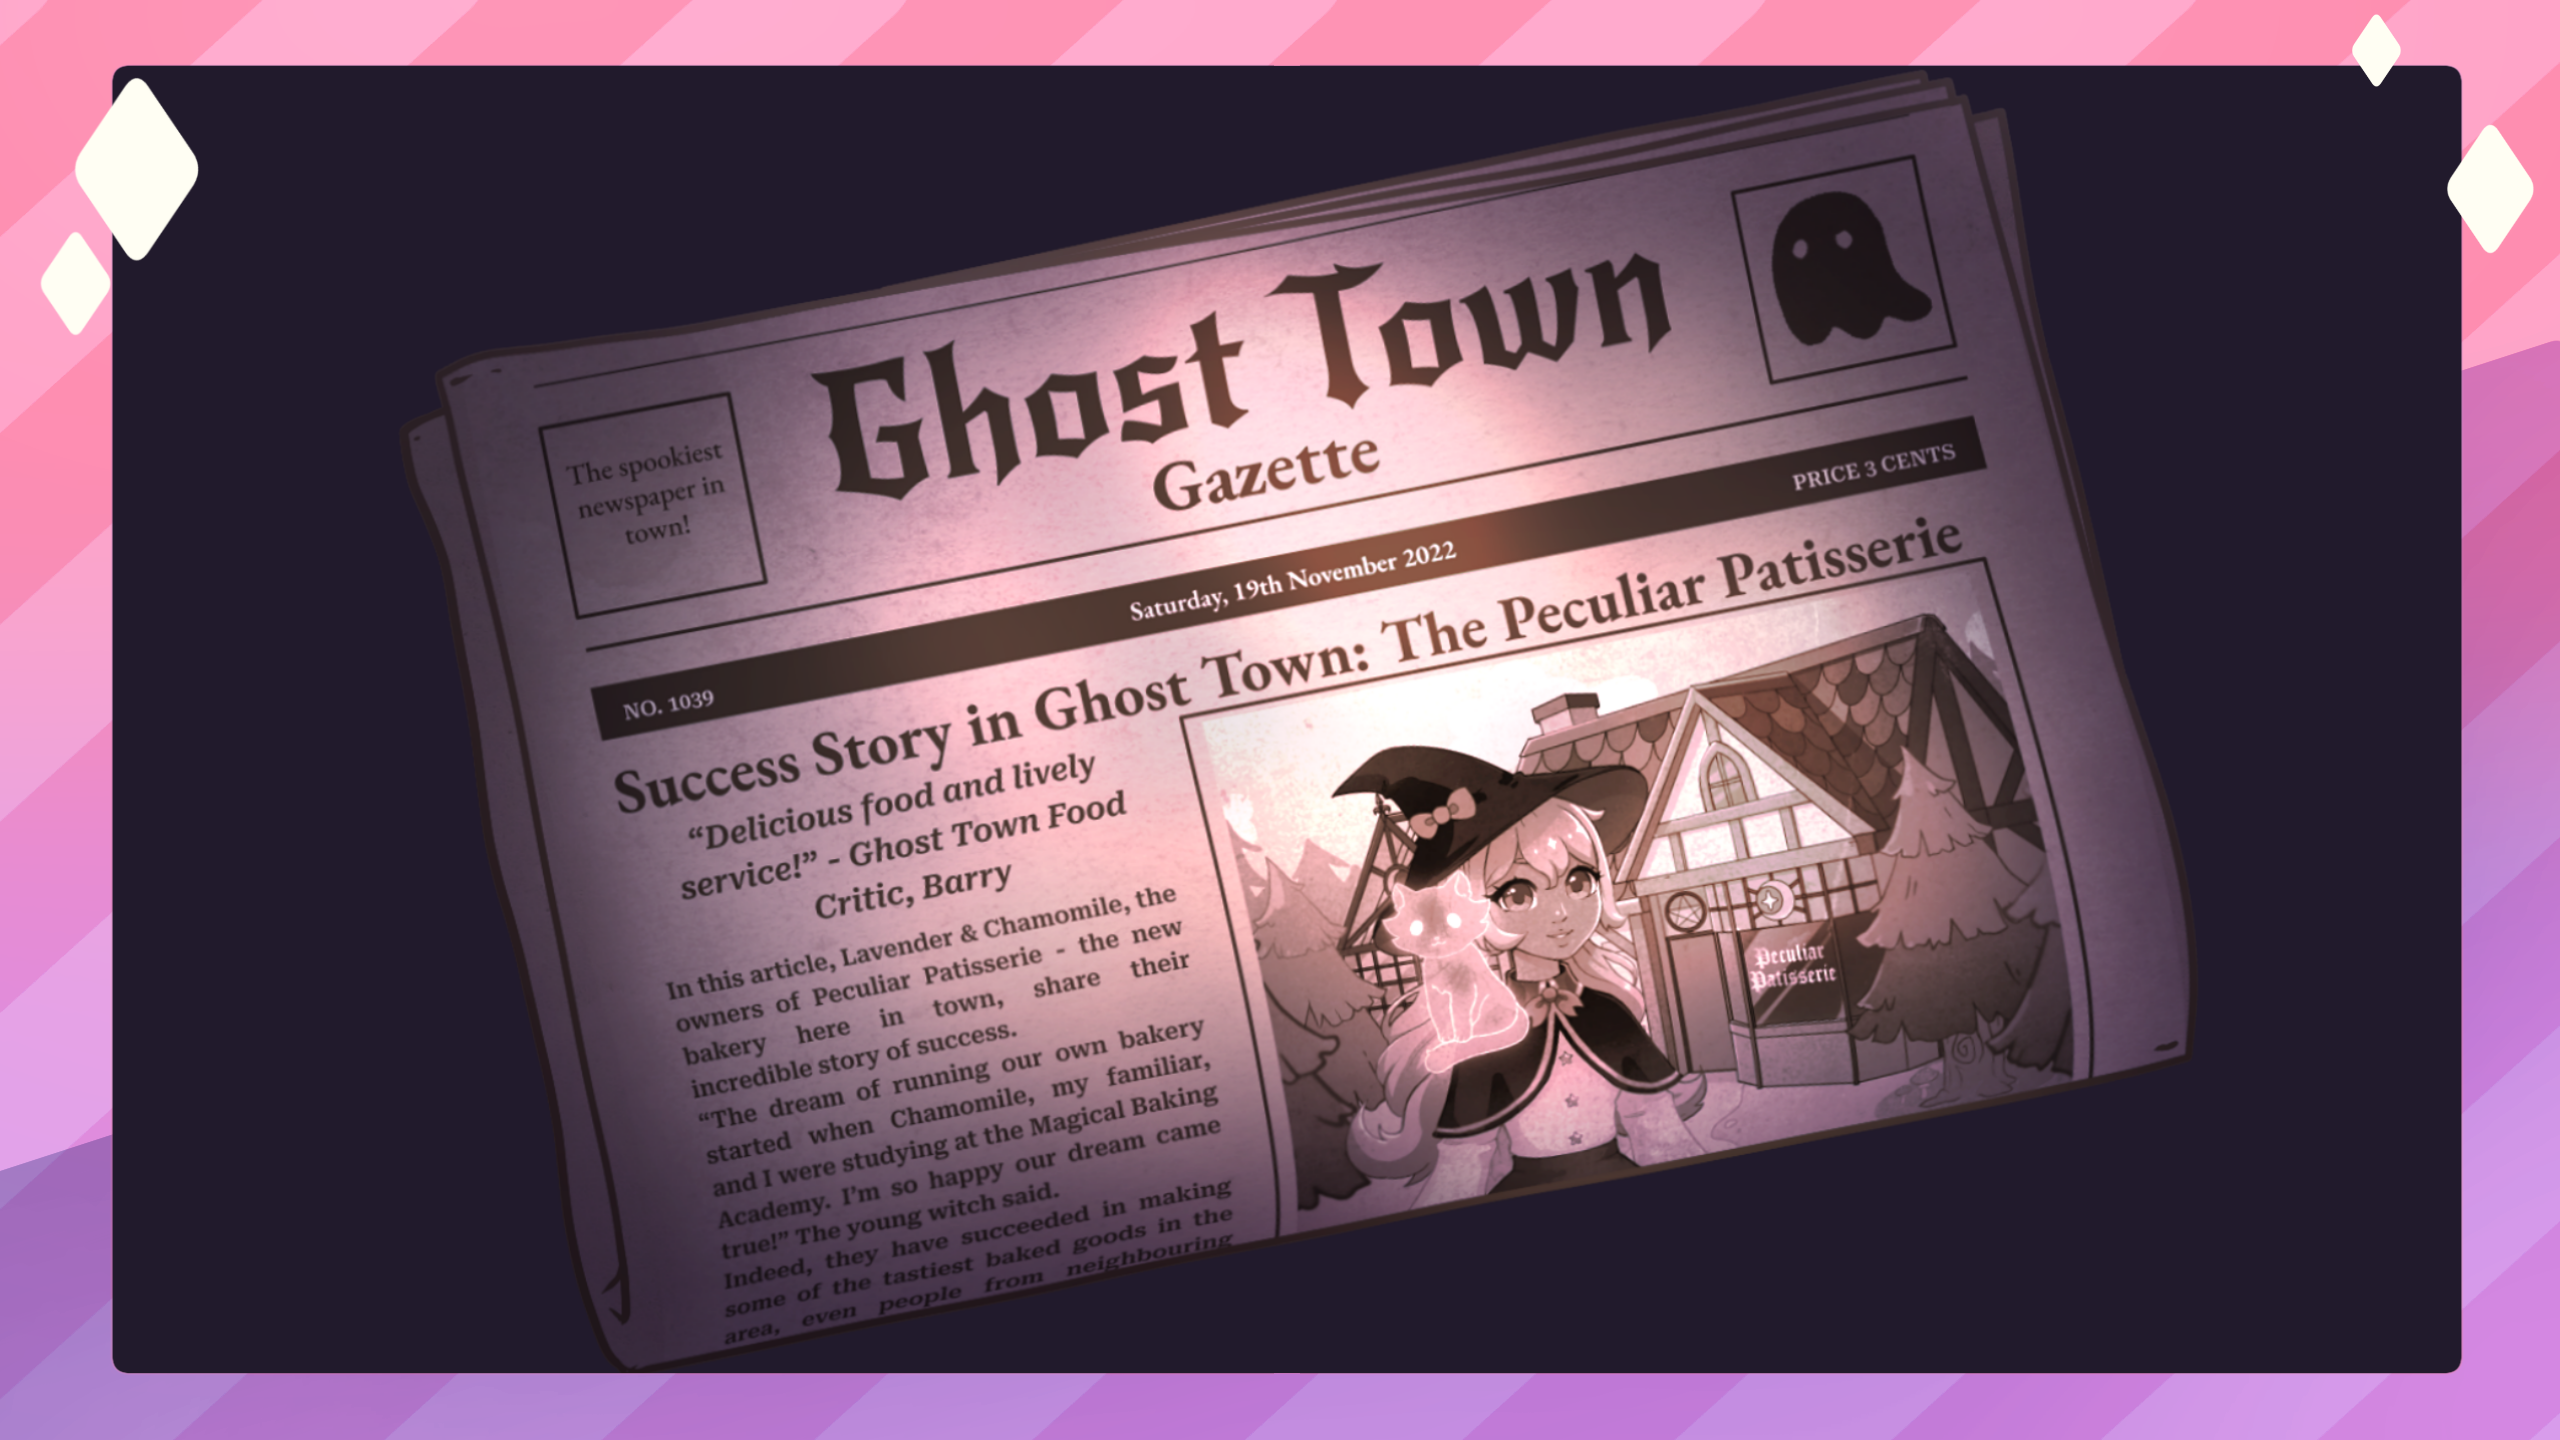 The spookiest
newspaper in
town!
Ghost Town
Gazette
NO. 1039
Saturday, 19th November 2022
PRICE 3 CENTS
Success Story in Ghost Town: The Peculiar Patisserie
“Delicious food and lively
service!” - Ghost Town Food
Critic, Barry
In this article, Lavender & Chamomile, the
owners of Peculiar Patisserie - the new
bakery here in town, share their
incredible story of success.
“The dream of running our own bakery
started when Chamomile, my familiar,
and I were studying at the Magical Baking
Academy. I’m so happy our dream came
true!” The young witch said.
Indeed, they have succeeded in making
some of the tastiest baked goods in the
area, even people from neighbouring
Peculiar
Patisserie